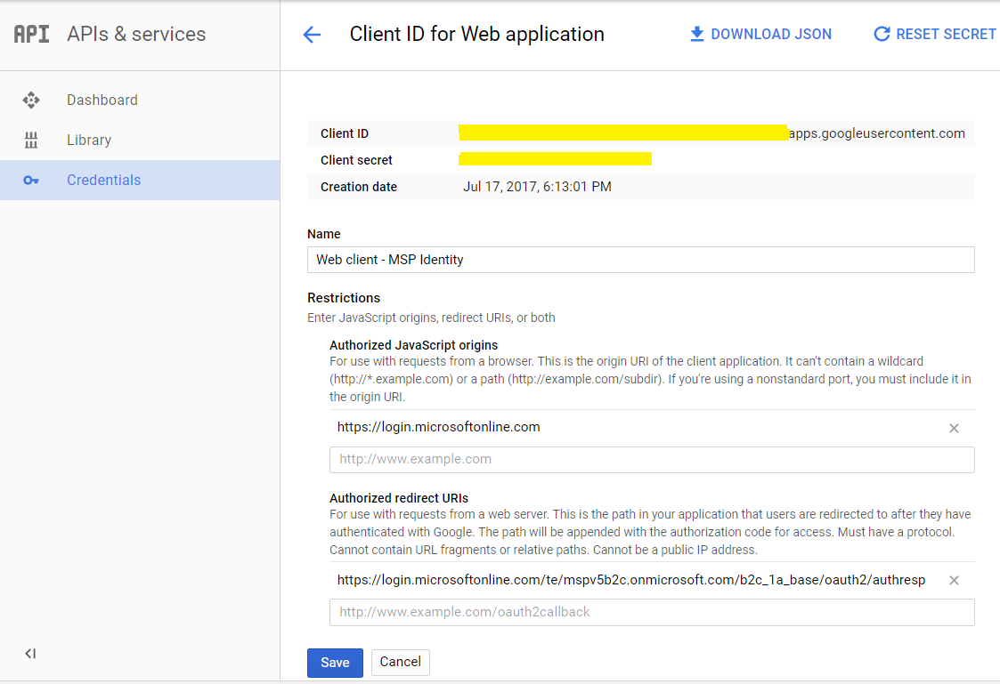 API APIs & services
Client ID for Web application
DOWNLOAD JSON
RESET SECRET
Dashboard
Library
Credentials
Client ID apps.googleusercontent.com
Client secret
Creation date Jul 17, 2017, 6:13:01 PM
Name
Web client - MSP Identity
Restrictions
Enter JavaScript origins, redirect URIs, or both
Authorized JavaScript origins
For use with requests from a browser. This is the origin URI of the client application. It can't contain a wildcard
(http://*.example.com) or a path (http://example.com/subdir). If you're using a nonstandard port, you must include it in
the origin URI.
https://login.microsoftonline.com
http://www.example.com
Authorized redirect URIs
For use with requests from a web server. This is the path in your application that users are redirected to after they have
authenticated with Google. The path will be appended with the authorization code for access. Must have a protocol.
Cannot contain URL fragments or relative paths. Cannot be a public IP address.
https://login.microsoftonline.com/te/mspv5b2c.onmicrosoft.com/b2c_1a_base/oauth2/authresp
http://www.example.com/oauth2callback
Save
Cancel